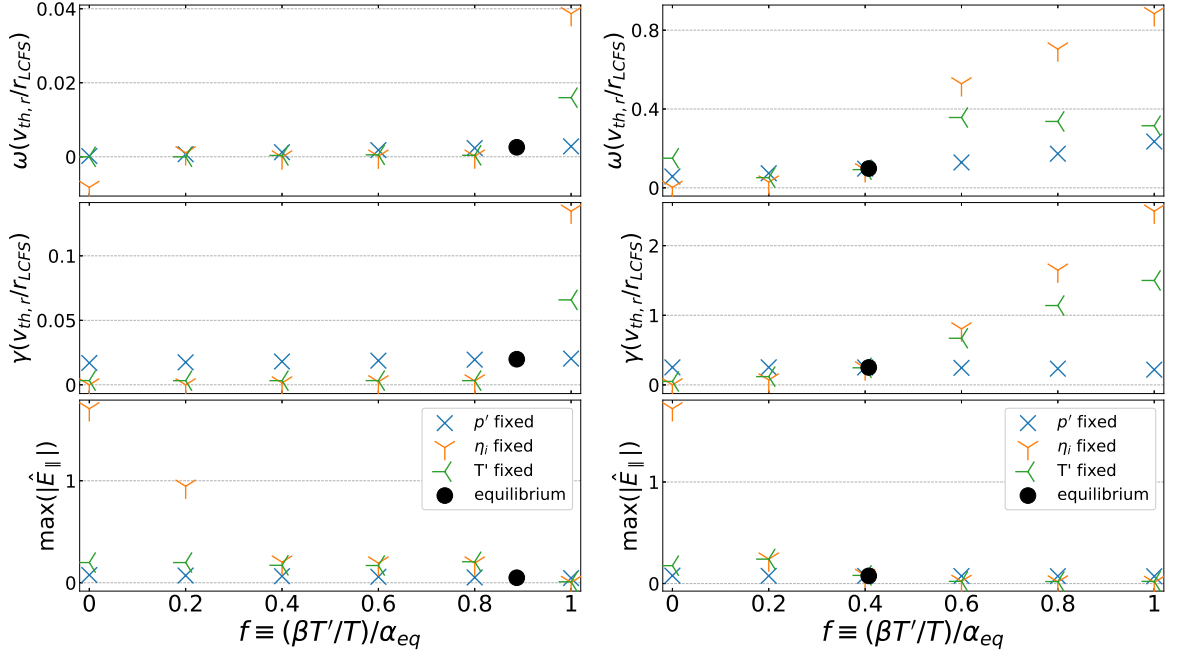 0.04
0.02
0
ω(v_{th,r}/r_{LCFS})
0.1
0.05
0
γ(v_{th,r}/r_{LCFS})
1
0
max(|Ê_∥|)
p′ fixed
η_i fixed
T' fixed
equilibrium
0 0.2 0.4 0.6 0.8 1
f ≡ (βT′/T)/α_{eq}
0.8
0.4
0
ω(v_{th,r}/r_{LCFS})
2
1
0
γ(v_{th,r}/r_{LCFS})
1
0
max(|Ê_∥|)
p′ fixed
η_i fixed
T' fixed
equilibrium
0 0.2 0.4 0.6 0.8 1
f ≡ (βT′/T)/α_{eq}